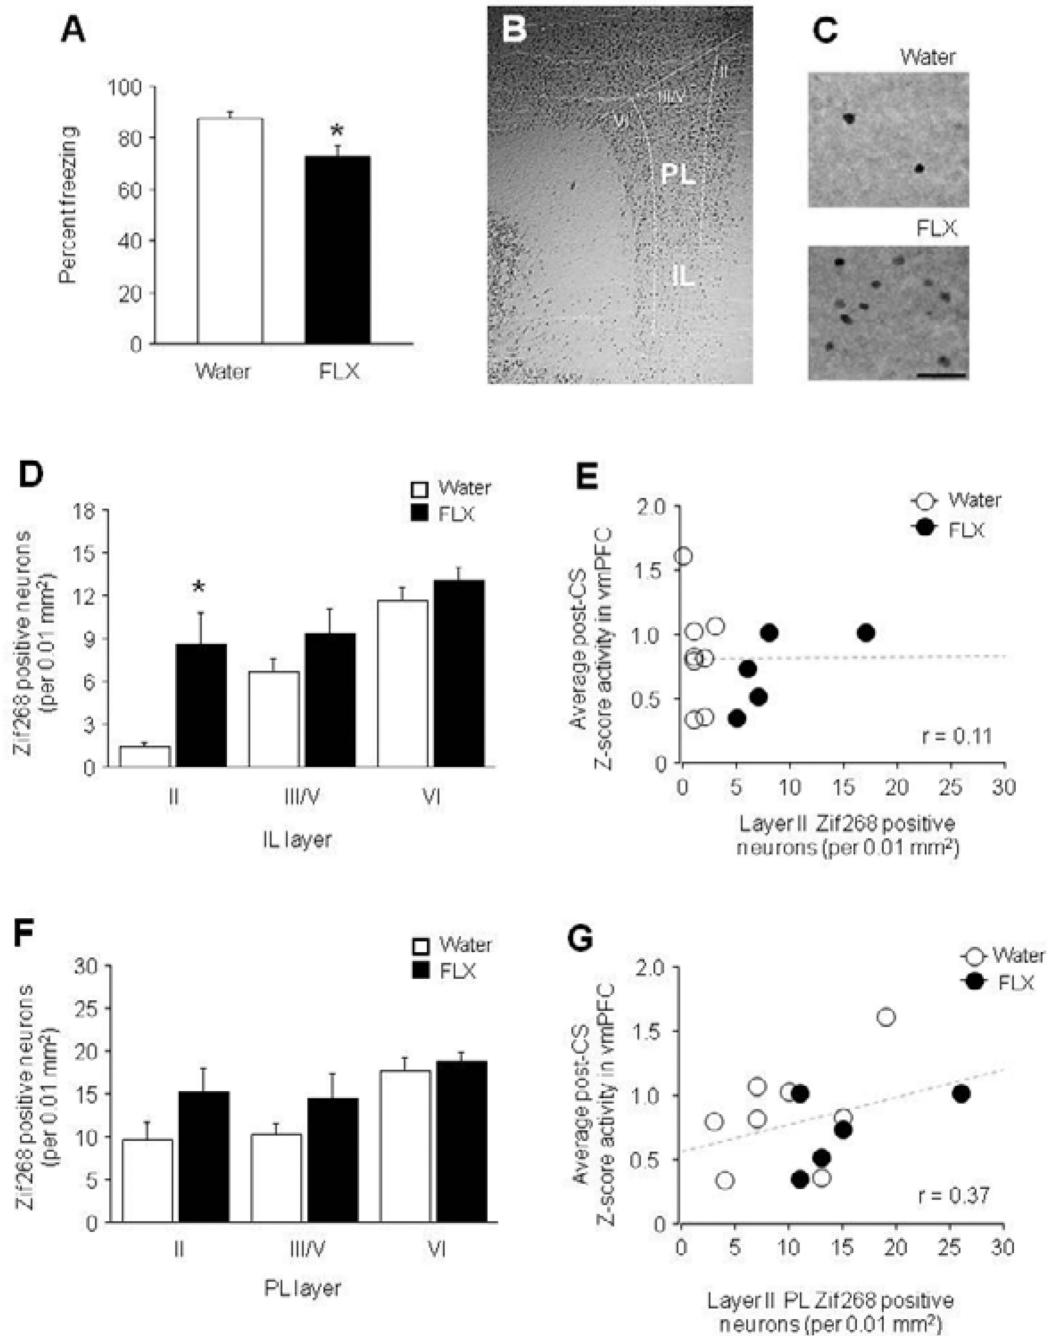 A
Percent freezing
100
80
60
40
20
0
*
Water
FLX
B
II
III/V
VI
PL
IL
C
Water
FLX
D
Water
FLX
Zif268 positive neurons
(per 0.01 mm²)
18
15
12
9
6
3
0
*
II
III/V
VI
IL layer
E
Water
FLX
Average post-CS
Z-score activity in vmPFC
2.0
1.5
1.0
0.5
0
r = 0.11
0 5 10 15 20 25 30
Layer II Zif268 positive
neurons (per 0.01 mm²)
F
Water
FLX
Zif268 positive neurons
(per 0.01 mm²)
30
25
20
15
10
5
0
II
III/V
VI
PL layer
G
Water
FLX
Average post-CS
Z-score activity in vmPFC
2.0
1.5
1.0
0.5
0
r = 0.37
0 5 10 15 20 25 30
Layer II PL Zif268 positive
neurons (per 0.01 mm²)